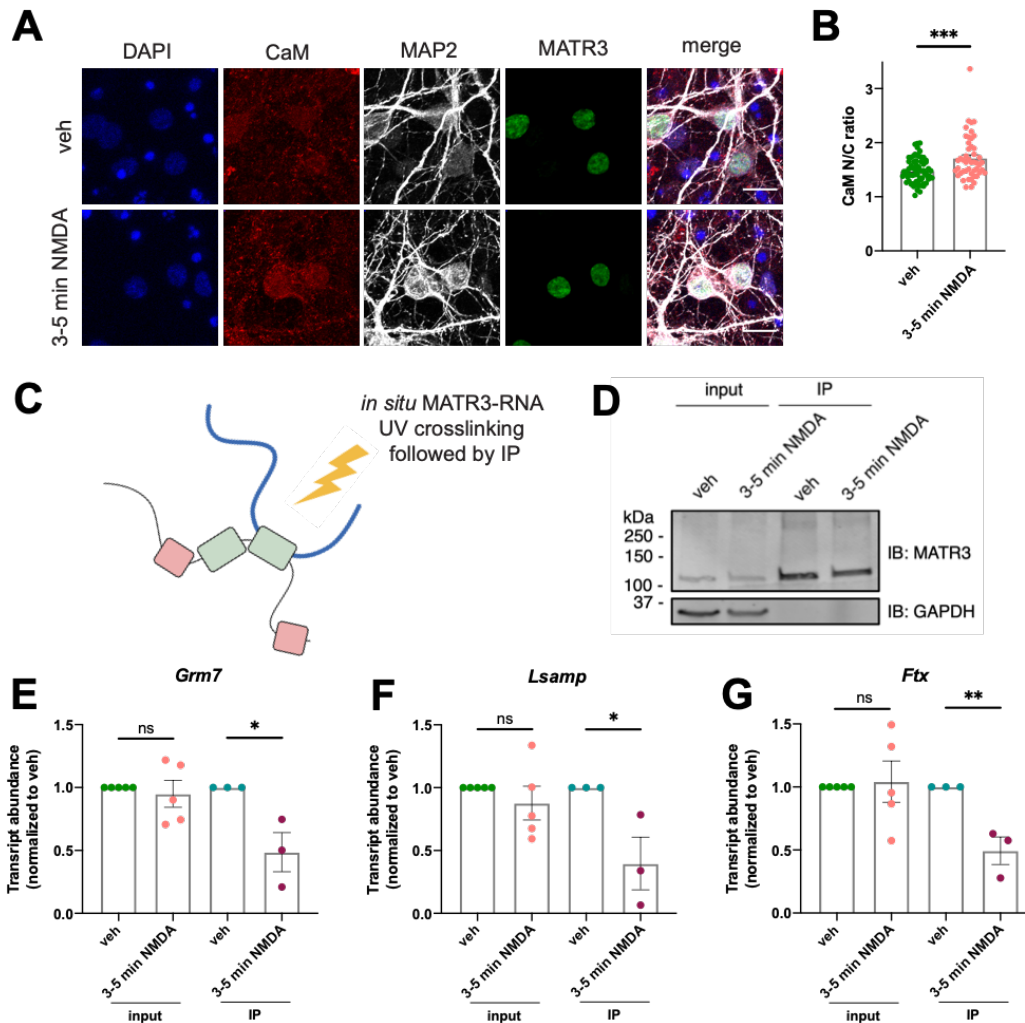 A
DAPI
CaM
MAP2
MATR3
merge
veh
3-5 min NMDA
B
***
CaM N/C ratio
3
2
1
0
veh
3-5 min NMDA
C
in situ MATR3-RNA
UV crosslinking
followed by IP
D
input
IP
veh
3-5 min NMDA
veh
3-5 min NMDA
kDa
250 -
150 -
100 -
37 -
IB: MATR3
IB: GAPDH
E
Grm7
ns
*
Transript abundance
(normalized to veh)
1.5
1.0
0.5
0.0
veh
3-5 min NMDA
veh
3-5 min NMDA
input
IP
F
Lsamp
ns
*
Transript abundance
(normalized to veh)
1.5
1.0
0.5
0.0
veh
3-5 min NMDA
veh
3-5 min NMDA
input
IP
G
Ftx
ns
**
Transript abundance
(normalized to veh)
1.5
1.0
0.5
0.0
veh
3-5 min NMDA
veh
3-5 min NMDA
input
IP